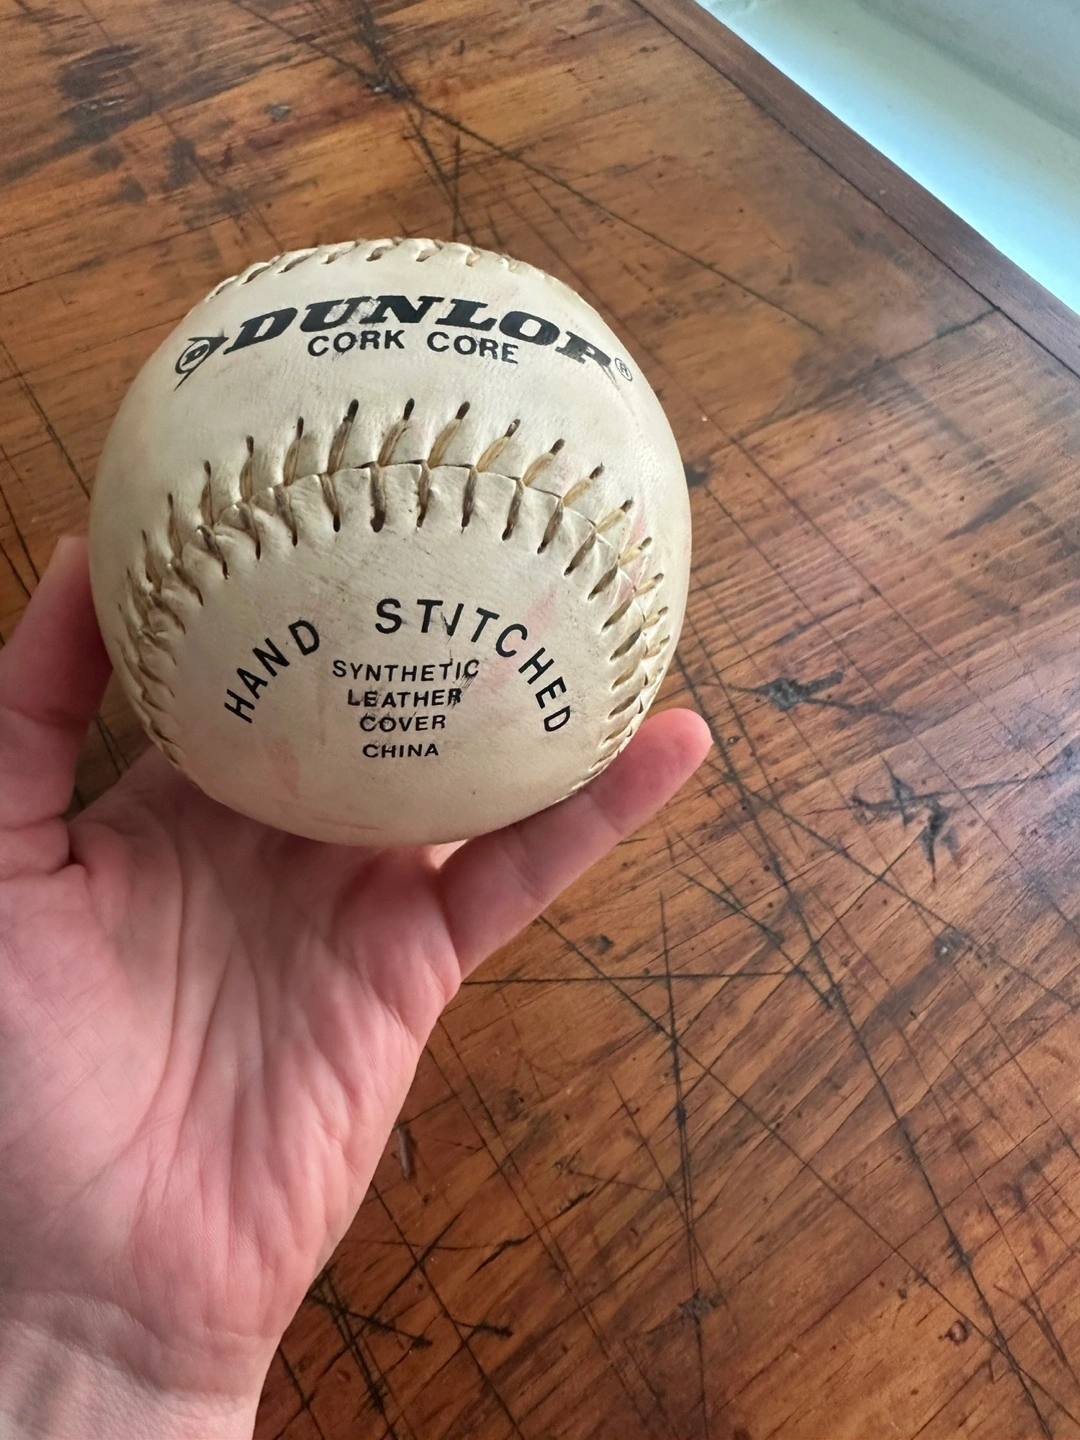 D DUNLOP®
CORK CORE
HAND STITCHED
SYNTHETIC
LEATHER
COVER
CHINA